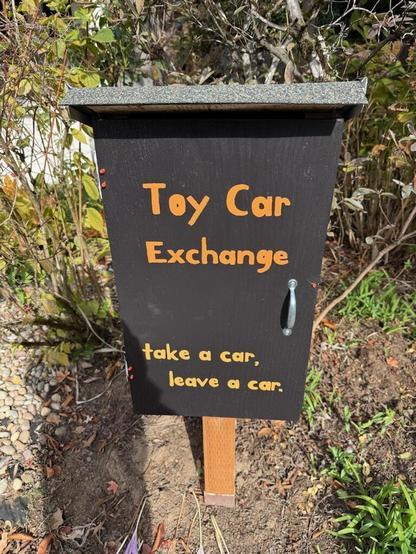 Toy Car
Exchange
take a car,
leave a car.